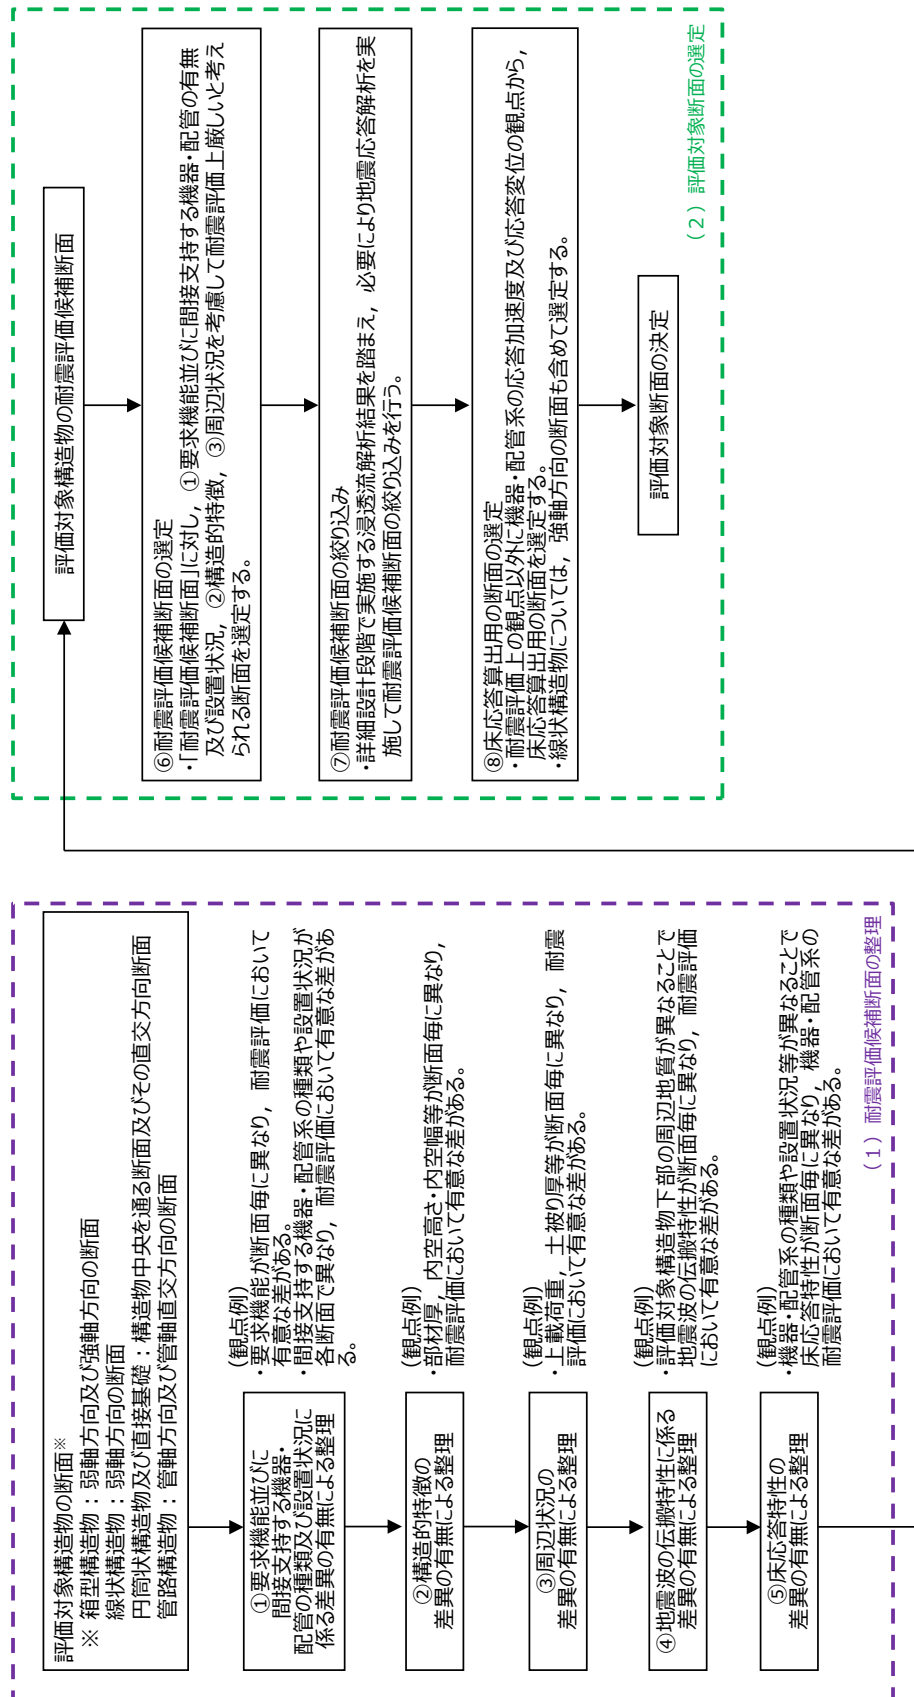 評価対象構造物の断面※
※ 箱型構造物：弱軸方向及び強軸方向の断面
線状構造物：弱軸方向の断面
円筒状構造物及び直接基礎：構造物中央を通る断面及びその直交方向断面
管路構造物：管軸方向及び管軸直交方向の断面
①要求機能並びに
間接支持する機器・
配管の種類及び設置状況に
係る差異の有無による整理
(観点例)
・要求機能が断面毎に異なり，耐震評価において
有意な差がある。
・間接支持する機器・配管系の種類や設置状況が
各断面で異なり，耐震評価において有意な差があ
る。
②構造的特徴の
差異の有無による整理
(観点例)
・部材厚，内空高さ・内空幅等が断面毎に異なり，
耐震評価において有意な差がある。
③周辺状況の
差異の有無による整理
(観点例)
・上載荷重，土被り厚等が断面毎に異なり，耐震
評価において有意な差がある。
④地震波の伝搬特性に係る
差異の有無による整理
(観点例)
・評価対象構造物下部の周辺地質が異なることで
地震波の伝搬特性が断面毎に異なり，耐震評価
において有意な差がある。
⑤床応答特性の
差異の有無による整理
(観点例)
・機器・配管系の種類や設置状況等が異なることで
床応答特性が断面毎に異なり，機器・配管系の
耐震評価において有意な差がある。
（１）耐震評価候補断面の整理
評価対象構造物の耐震評価候補断面
⑥耐震評価候補断面の選定
・「耐震評価候補断面」に対し，①要求機能並びに間接支持する機器・配管の有無
及び設置状況，②構造的特徴，③周辺状況を考慮して耐震評価上厳しいと考え
られる断面を選定する。
⑦耐震評価候補断面の絞り込み
・詳細設計段階で実施する浸透流解析結果を踏まえ，必要により地震応答解析を実
施して耐震評価候補断面の絞り込みを行う。
⑧床応答算出用の断面の選定
・耐震評価上の観点以外に機器・配管系の応答加速度及び応答変位の観点から，
床応答算出用の断面を選定する。
・線状構造物については，強軸方向の断面も含めて選定する。
評価対象断面の決定
（２）評価対象断面の選定